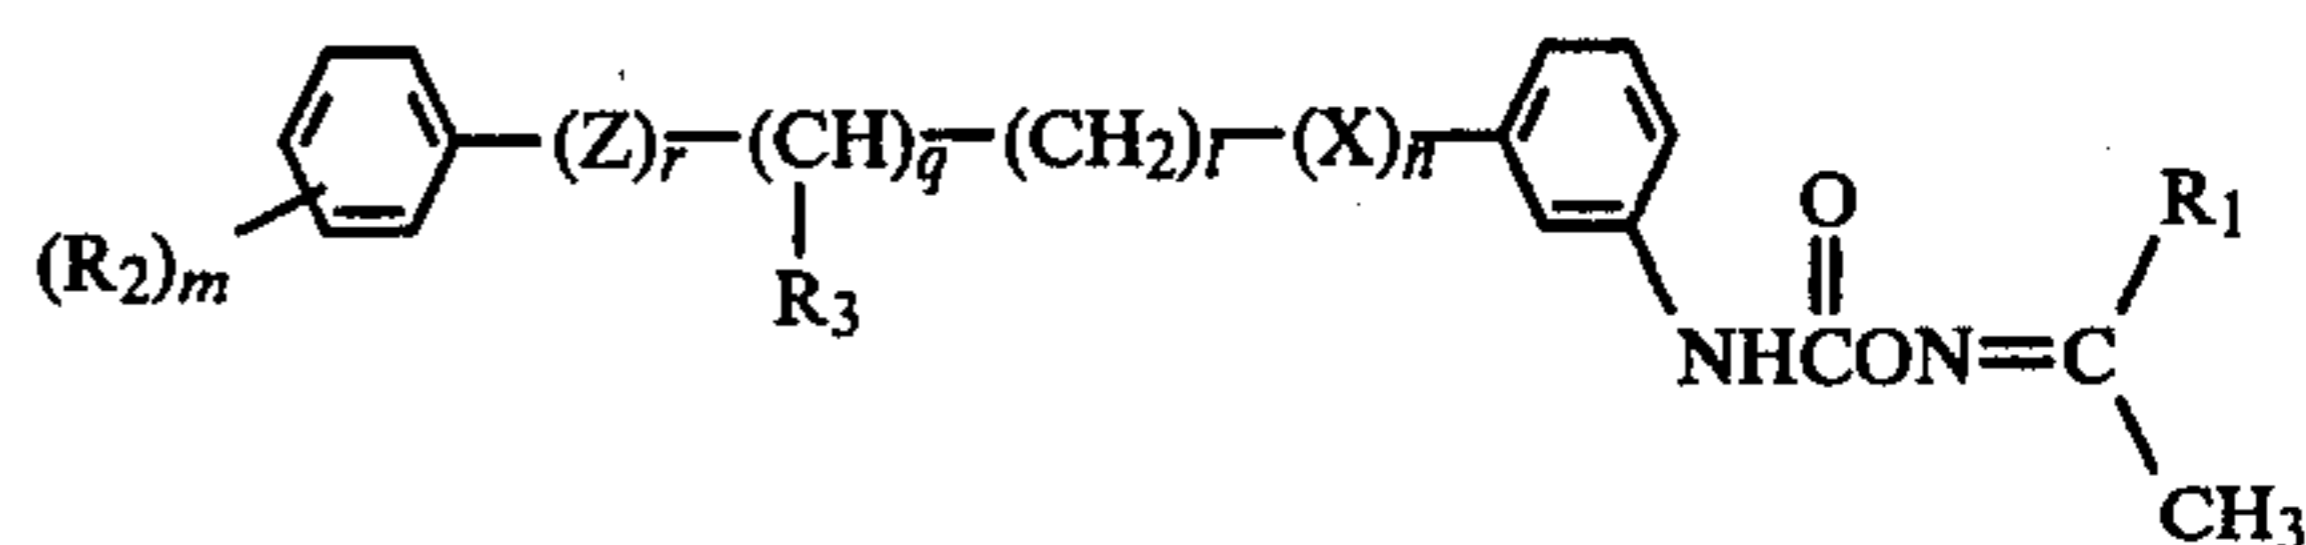 (Z)r—(CH)q—(CH2)l—(X)n
O
R1
(R2)m
R3
NHCON=C
CH3